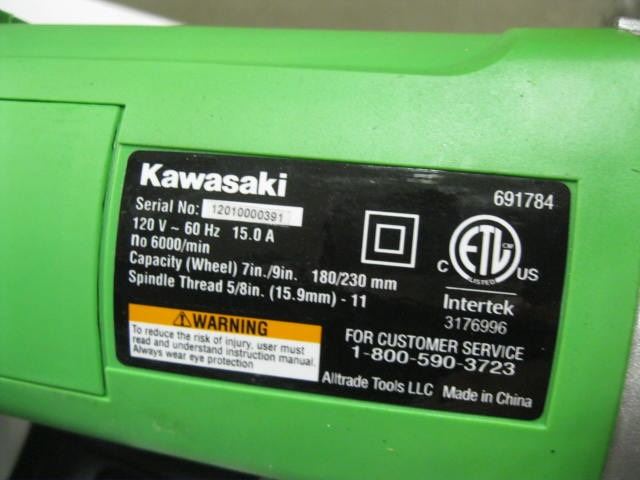 Kawasaki
691784
Serial No: 12010000391
120 V ~ 60 Hz 15.0 A
no 6000/min
Capacity (Wheel) 7in./9in. 180/230 mm
Spindle Thread 5/8in. (15.9mm) - 11
C ETL CM US
LISTED
Intertek
3176996
WARNING
To reduce the risk of injury, user must
read and understand instruction manual.
Always wear eye protection
FOR CUSTOMER SERVICE
1-800-590-3723
Alltrade Tools LLC Made in China